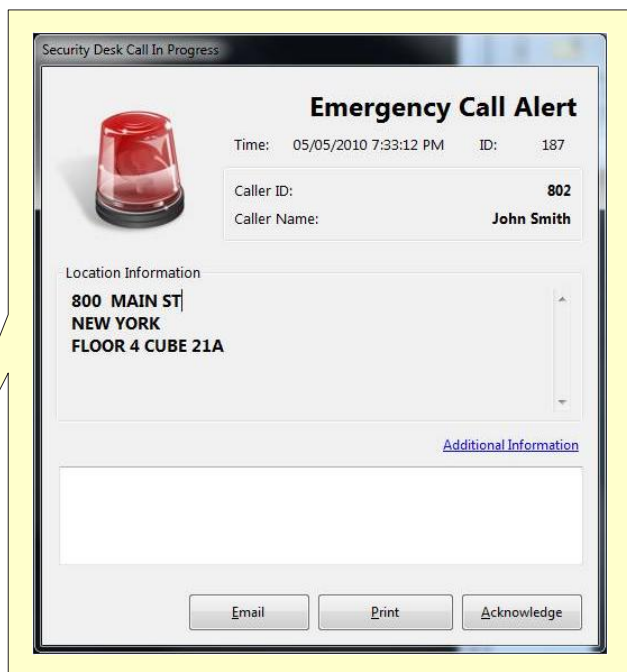 Security Desk Call In Progress
Emergency Call Alert
Time: 05/05/2010 7:33:12 PM ID: 187
Caller ID: 802
Caller Name: John Smith
Location Information
800 MAIN ST
NEW YORK
FLOOR 4 CUBE 21A
Additional Information
Email Print Acknowledge